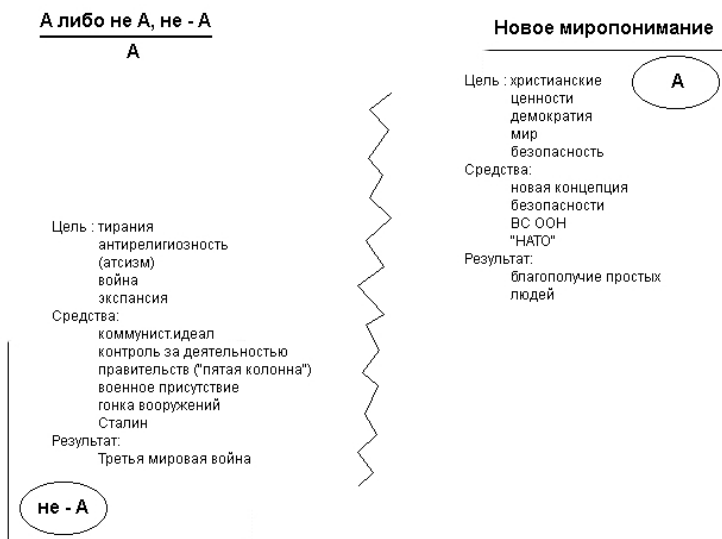 А либо не А, не - А
А
Новое миропонимание
А
Цель : христианские
ценности
демократия
мир
безопасность
Средства:
новая концепция
безопасности
ВС ООН
"НАТО"
Результат:
благополучие простых
людей
Цель : тирания
антирелигиозность
(атсизм)
война
экспансия
Средства:
коммунист.идеал
контроль за деятельностью
правительств ("пятая колонна")
военное присутствие
гонка вооружений
Сталин
Результат:
Третья мировая война
не - А